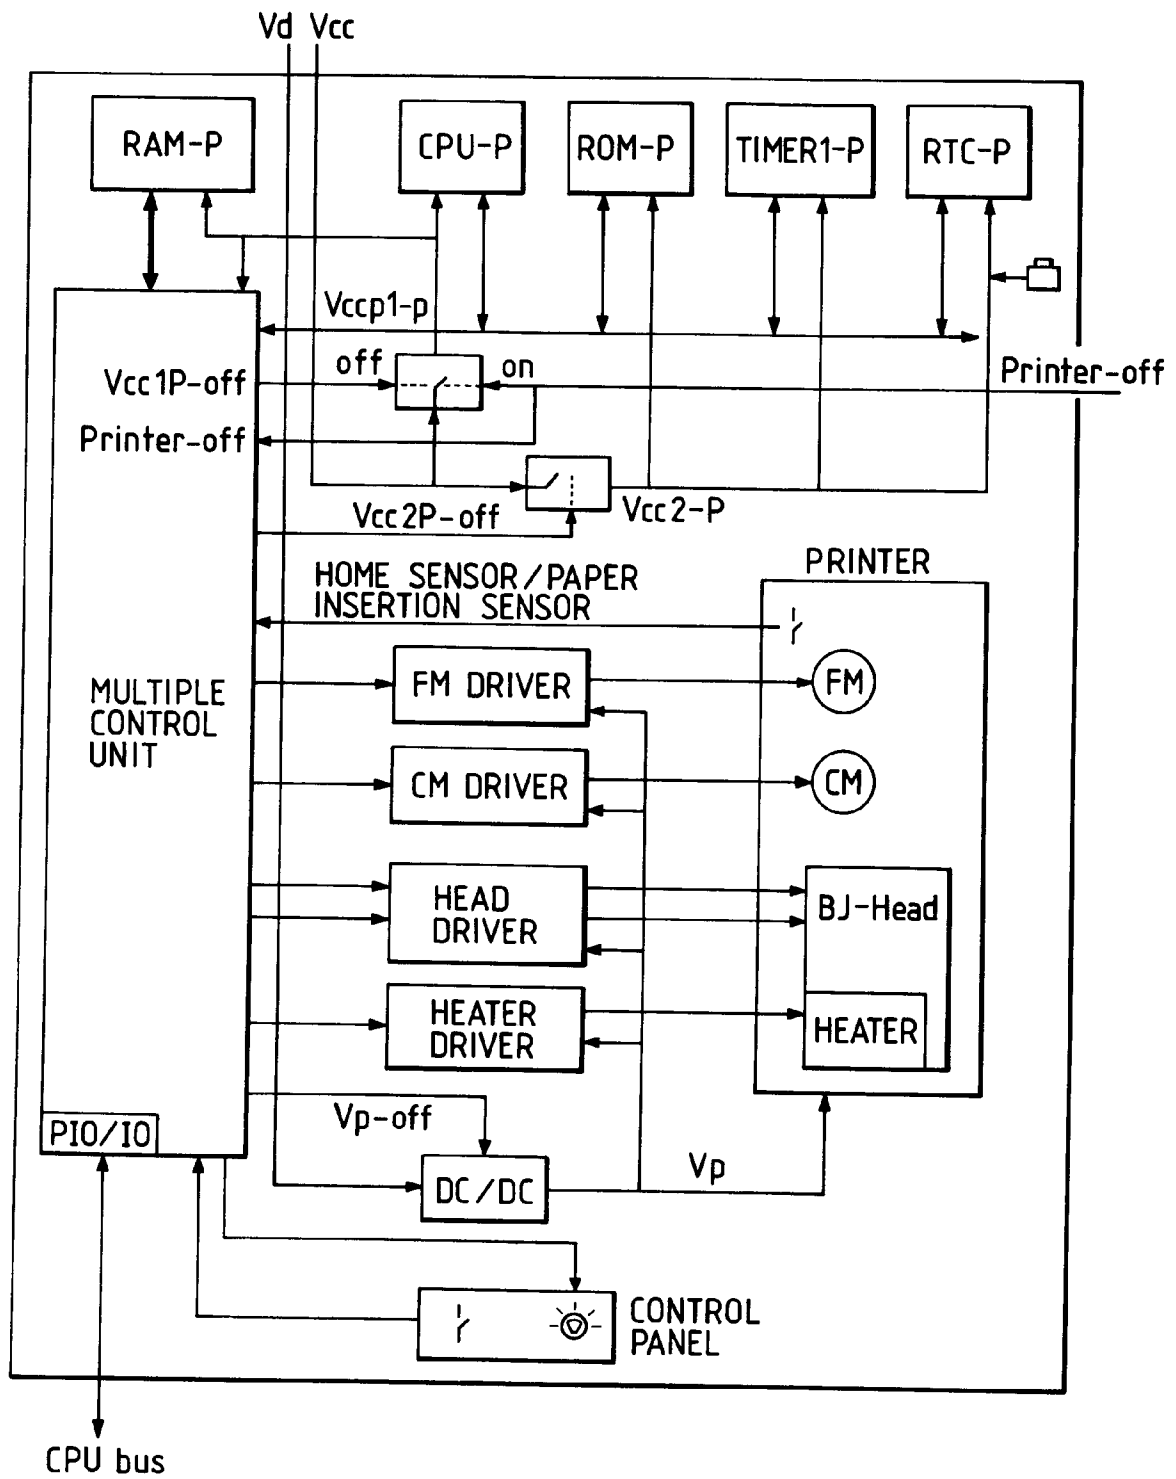 Vd Vcc
RAM-P
CPU-P
ROM-P
TIMER1-P
RTC-P
Vccp1-p
off
on
Printer-off
Vcc1P-off
Printer-off
Vcc2P-off
Vcc2-P
PRINTER
HOME SENSOR/PAPER
INSERTION SENSOR
MULTIPLE
CONTROL
UNIT
FM DRIVER
FM
CM DRIVER
CM
HEAD
DRIVER
BJ-Head
HEATER
DRIVER
HEATER
Vp-off
PIO/IO
DC/DC
Vp
CONTROL
PANEL
CPU bus